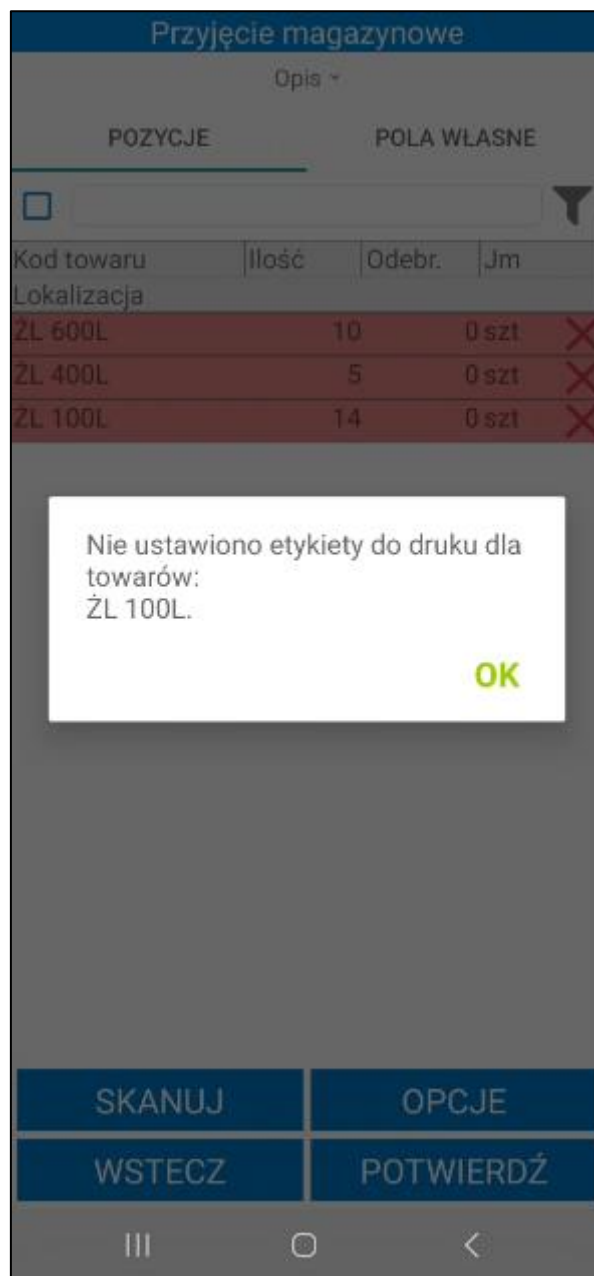 Przyjęcie magazynowe
Opis
POZYCJE POLA WŁASNE
Kod towaru Ilość Odebr. Jm
Lokalizacja
ŻL 600L 10 0 szt
ŻL 400L 5 0 szt
ŻL 100L 14 0 szt
Nie ustawiono etykiety do druku dla
towarów:
ŻL 100L.
OK
SKANUJ OPCJE
WSTECZ POTWIERDŹ